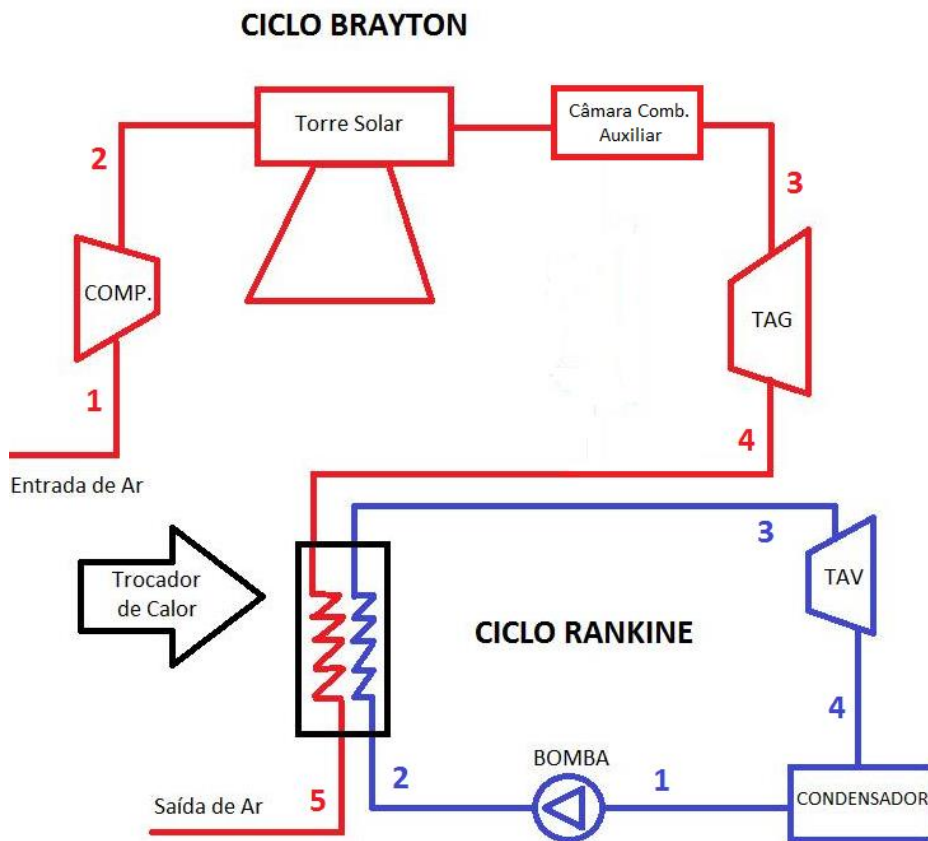 CICLO BRAYTON
Torre Solar
Câmara Comb.
Auxiliar
2
3
COMP.
TAG
1
4
Entrada de Ar
3
Trocador
de Calor
TAV
CICLO RANKINE
4
BOMBA
5
2
1
Saída de Ar
CONDENSADOR